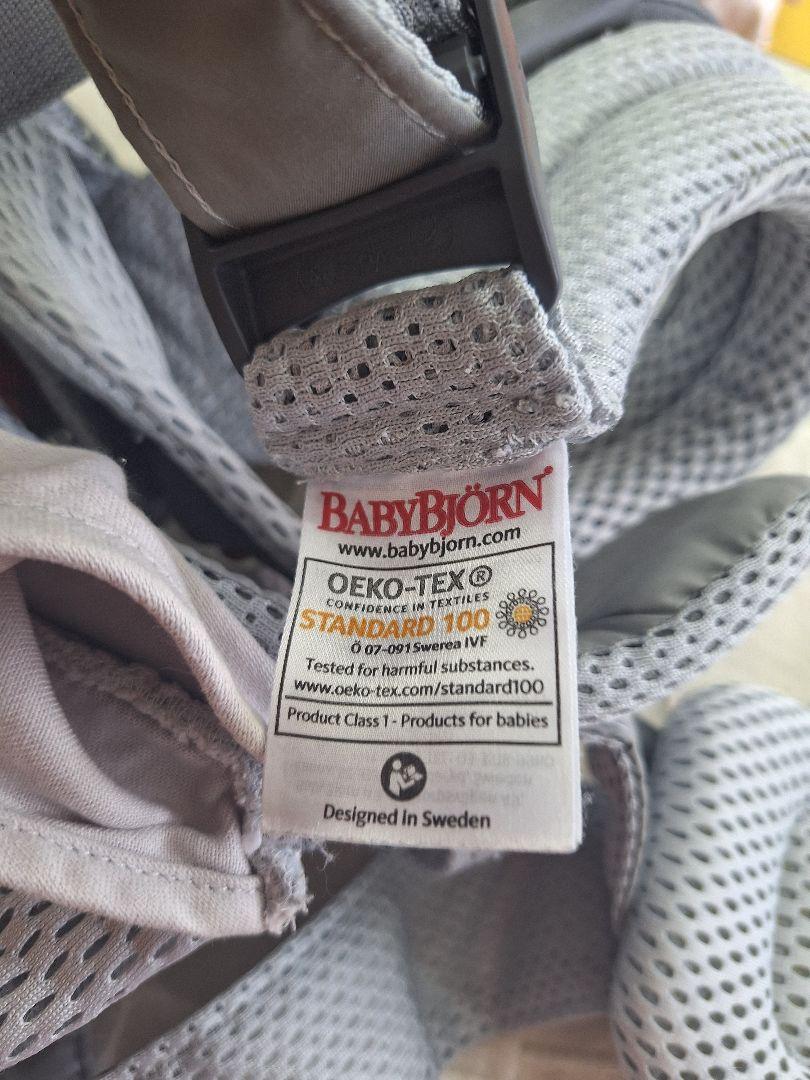 BABYBJÖRN®
www.babybjorn.com
OEKO-TEX®
CONFIDENCE IN TEXTILES
STANDARD 100
Ö 07-091 Swerea IVF
Tested for harmful substances.
www.oeko-tex.com/standard100
Product Class 1 - Products for babies
Designed in Sweden